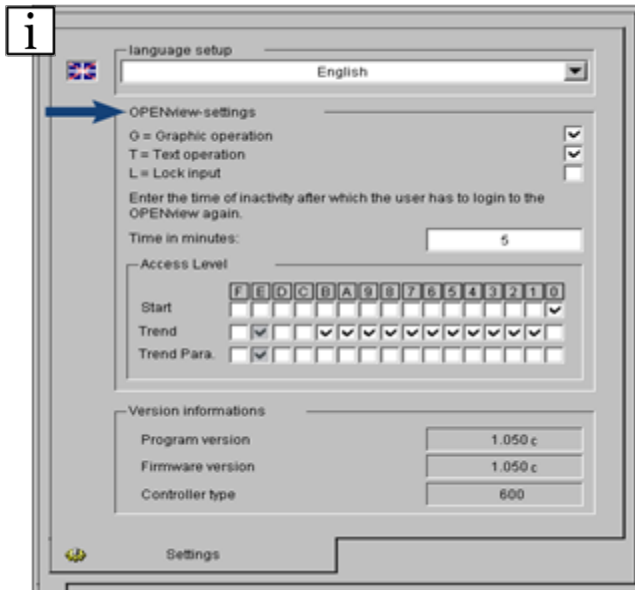 i
language setup
English
OPENview-settings
G = Graphic operation
T = Text operation
L = Lock input
Enter the time of inactivity after which the user has to login to the
OPENview again.
Time in minutes:
5
Access Level
F E D C B A 9 8 7 6 5 4 3 2 1 0
Start
Trend
Trend Para.
Version informations
Program version
1.050 c
Firmware version
1.050 c
Controller type
600
Settings